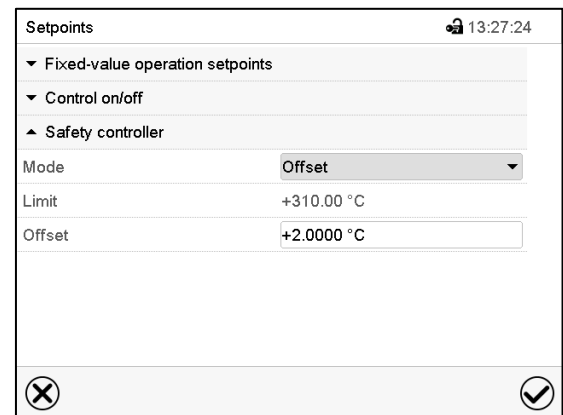 Setpoints 13:27:24
Fixed-value operation setpoints
Control on/off
Safety controller
Mode Offset
Limit +310.00 °C
Offset +2.0000 °C